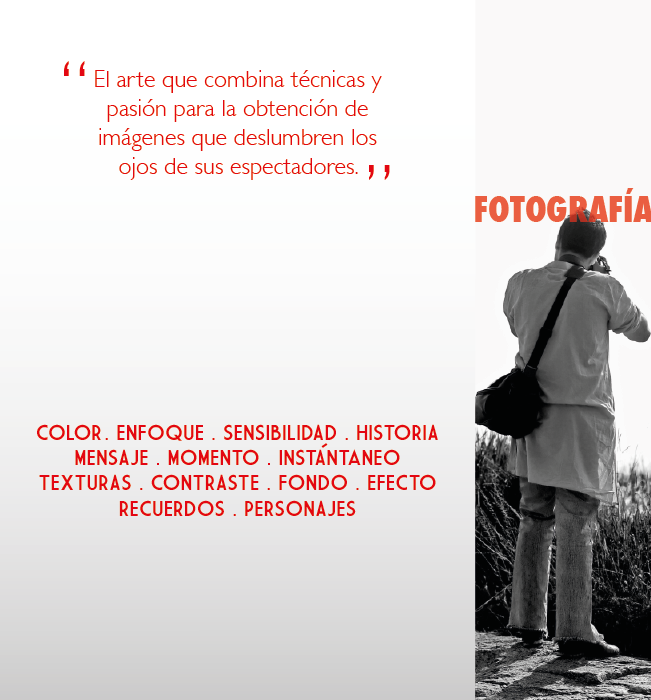 “ El arte que combina técnicas y
pasión para la obtención de
imágenes que deslumbren los
ojos de sus espectadores. ”
FOTOGRAFÍA
COLOR. ENFOQUE . SENSIBILIDAD . HISTORIA
MENSAJE . MOMENTO . INSTÁNTANEO
TEXTURAS . CONTRASTE . FONDO . EFECTO
RECUERDOS . PERSONAJES